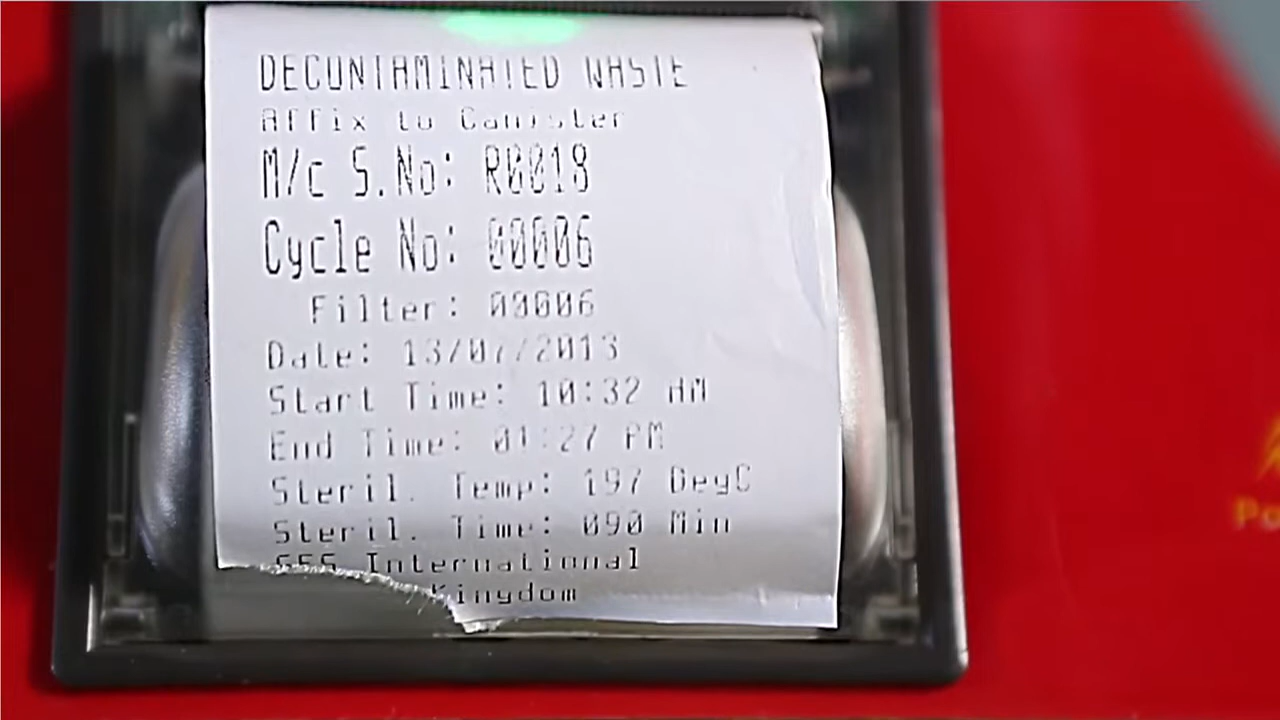 DECONTAMINATED WASTE
Affix to Canister
M/c S.No: R0018
Cycle No: 00006
Filter: 00006
Date: 13/07/2013
Start Time: 10:32 AM
End Time: 01:27 PM
Steril. Temp: 197 DegC
Steril. Time: 090 Min
International
Kingdom